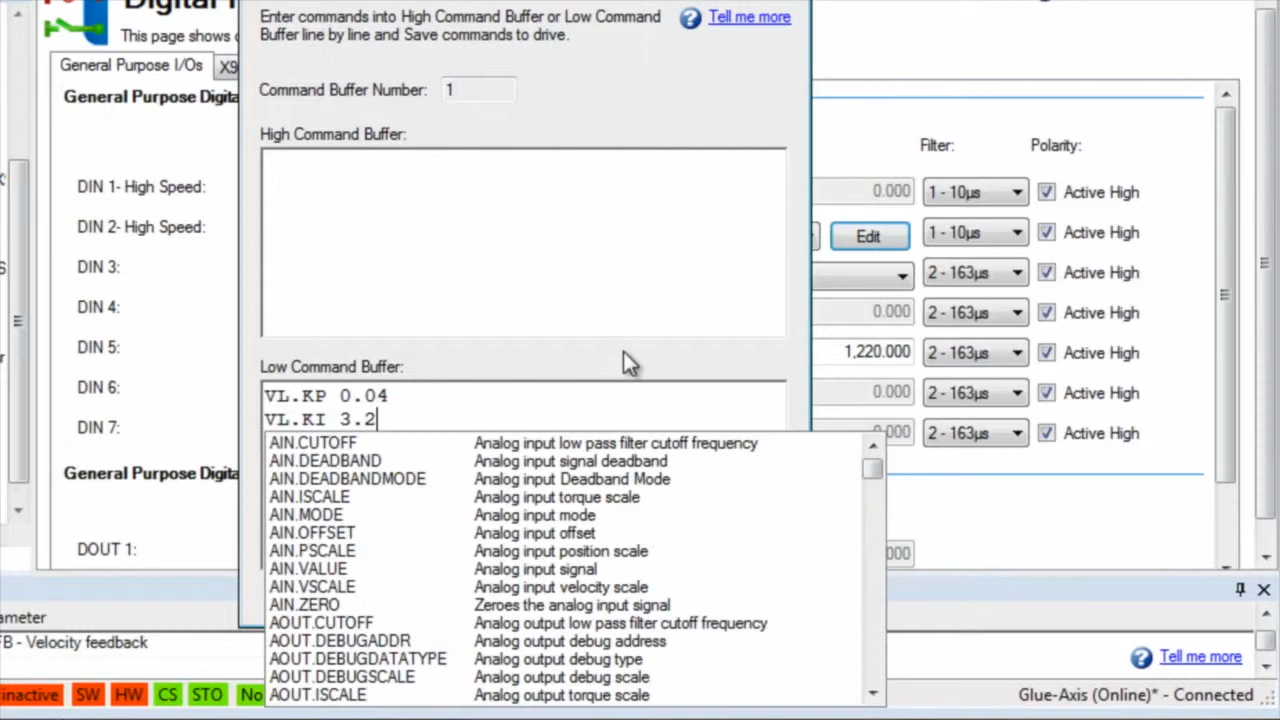 Enter commands into High Command Buffer or Low Command
Buffer line by line and Save commands to drive.
Tell me more
This page shows
General Purpose I/Os
X9
Command Buffer Number: 1
General Purpose Digita
High Command Buffer:
Filter: Polarity:
DIN 1- High Speed: 0.000 1 - 10µs Active High
DIN 2- High Speed: Edit 1 - 10µs Active High
DIN 3: 2 - 163µs Active High
DIN 4: 0.000 2 - 163µs Active High
DIN 5: 1,220.000 2 - 163µs Active High
Low Command Buffer:
DIN 6: 0.000 2 - 163µs Active High
VL.KP 0.04
VL.KI 3.2
DIN 7: 0.000 2 - 163µs Active High
AIN.CUTOFF Analog input low pass filter cutoff frequency
AIN.DEADBAND Analog input signal deadband
General Purpose Digital
AIN.DEADBANDMODE Analog input Deadband Mode
AIN.ISCALE Analog input torque scale
AIN.MODE Analog input mode
AIN.OFFSET Analog input offset
DOUT 1: 000
AIN.PSCALE Analog input position scale
AIN.VALUE Analog input signal
AIN.VSCALE Analog input velocity scale
AIN.ZERO Zeroes the analog input signal
ameter
AOUT.CUTOFF Analog output low pass filter cutoff frequency
FB - Velocity feedback
AOUT.DEBUGADDR Analog output debug address
AOUT.DEBUGDATATYPE Analog output debug type
Tell me more
AOUT.DEBUGSCALE Analog output debug scale
AOUT.ISCALE Analog output torque scale
inactive SW HW CS STO No
Glue-Axis (Online)* - Connected